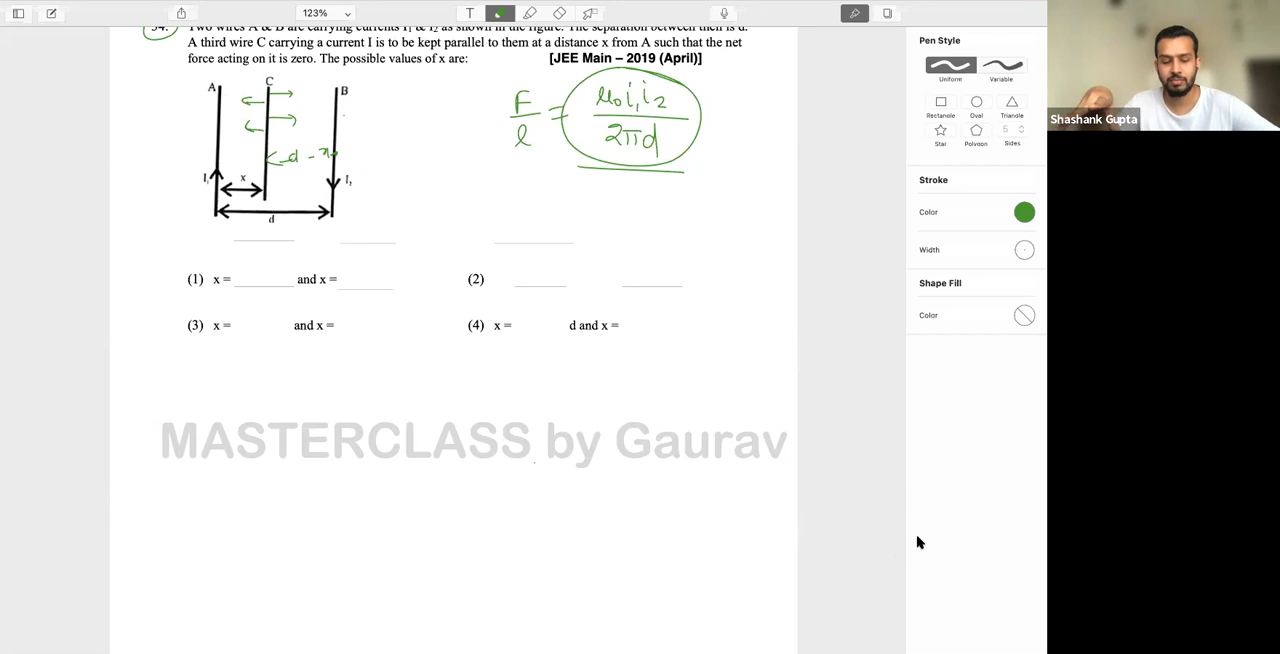 123%
T
34. Two wires A & B are carrying currents I₁ & I₂ as shown in the figure. The separation between them is d.
A third wire C carrying a current I is to be kept parallel to them at a distance x from A such that the net
force acting on it is zero. The possible values of x are:
[JEE Main – 2019 (April)]
A
C
B
F/l = μ₀i₁i₂/2πd
d - x
I₁
x
I₂
d
(1) x = and x =
(2)
(3) x = and x =
(4) x = d and x =
MASTERCLASS by Gaurav
Pen Style
Uniform
Variable
Rectangle
Oval
Triangle
Star
Polygon
5
Sides
Stroke
Color
Width
Shape Fill
Color
Shashank Gupta